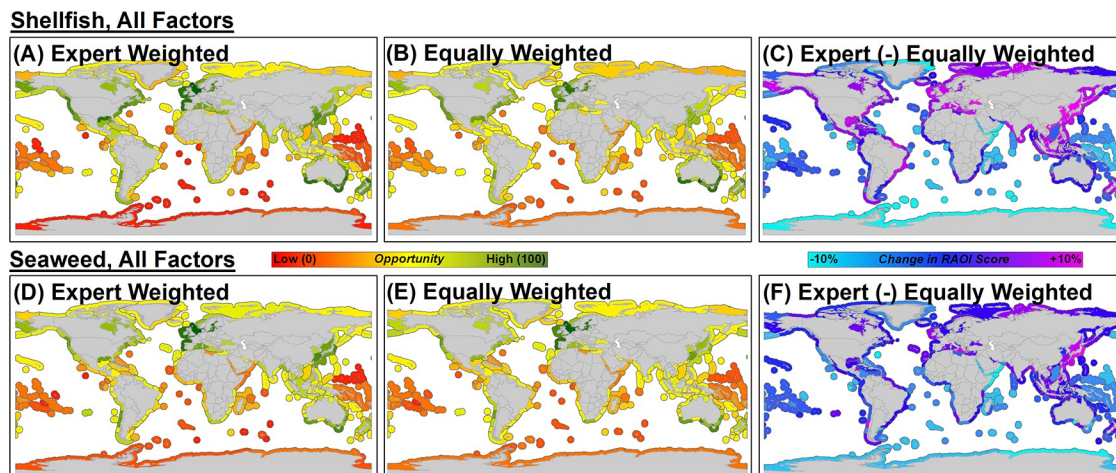 Shellfish, All Factors
(A) Expert Weighted
(B) Equally Weighted
(C) Expert (-) Equally Weighted
Seaweed, All Factors
Low (0) Opportunity High (100)
-10% Change in RAOI Score +10%
(D) Expert Weighted
(E) Equally Weighted
(F) Expert (-) Equally Weighted